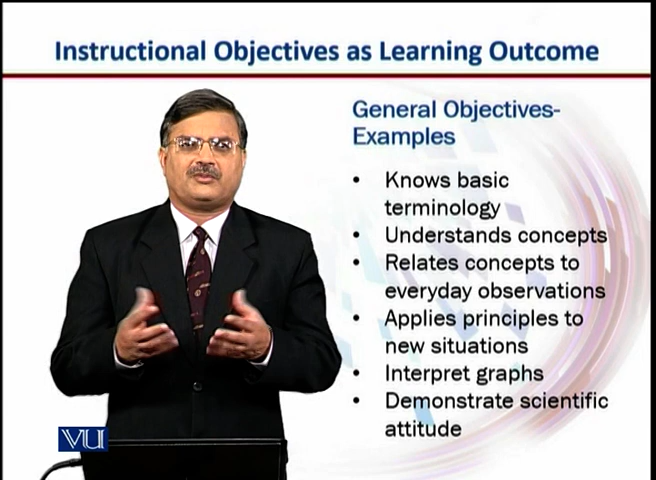 Instructional Objectives as Learning Outcome
General Objectives-
Examples
• Knows basic
terminology
• Understands concepts
• Relates concepts to
everyday observations
• Applies principles to
new situations
• Interpret graphs
• Demonstrate scientific
attitude
VU